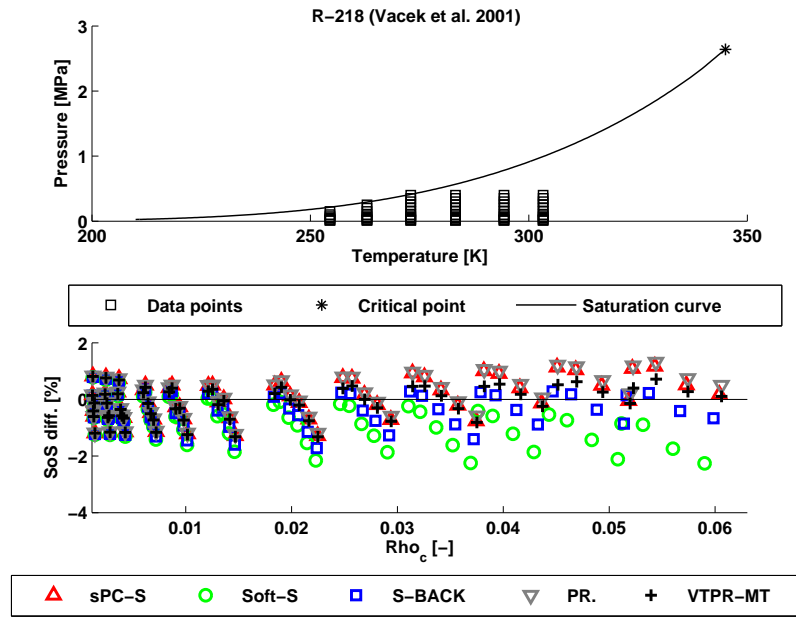 R−218 (Vacek et al. 2001)
Pressure [MPa]
3
2
1
0
200 250 300 350
Temperature [K]
Data points Critical point Saturation curve
SoS diff. [%]
2
0
−2
−4
0.01 0.02 0.03 0.04 0.05 0.06
Rho_c [−]
sPC−S Soft−S S−BACK PR. VTPR−MT